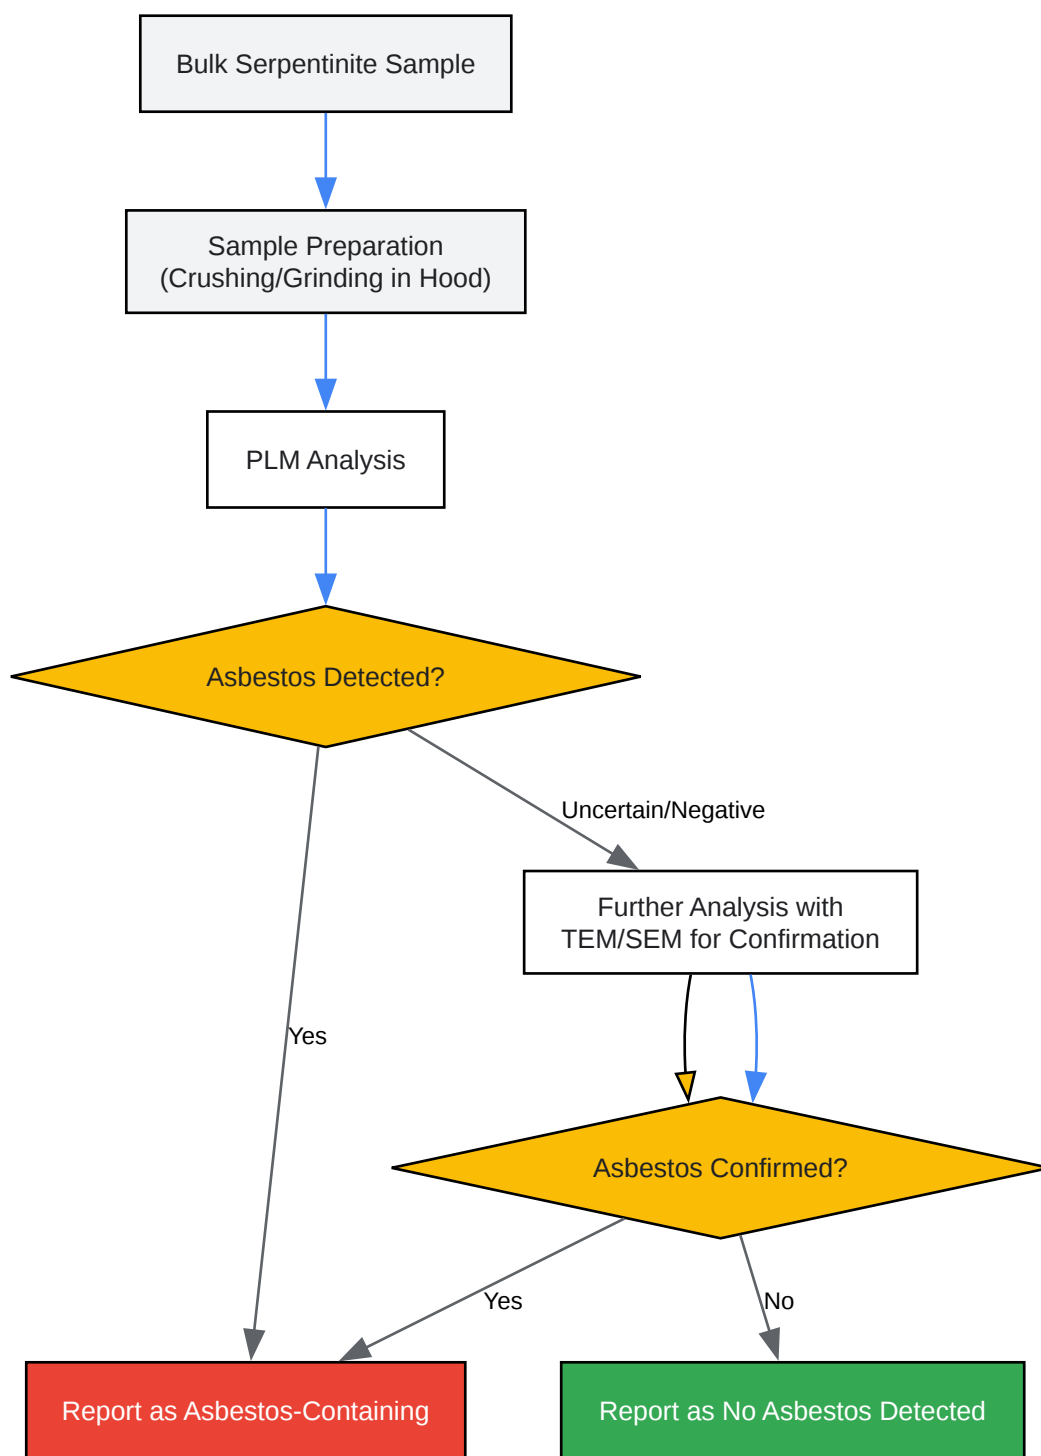 Bulk Serpentinite Sample
Sample Preparation
(Crushing/Grinding in Hood)
PLM Analysis
Asbestos Detected?
Uncertain/Negative
Further Analysis with
TEM/SEM for Confirmation
Yes
Asbestos Confirmed?
Yes
No
Report as Asbestos-Containing
Report as No Asbestos Detected